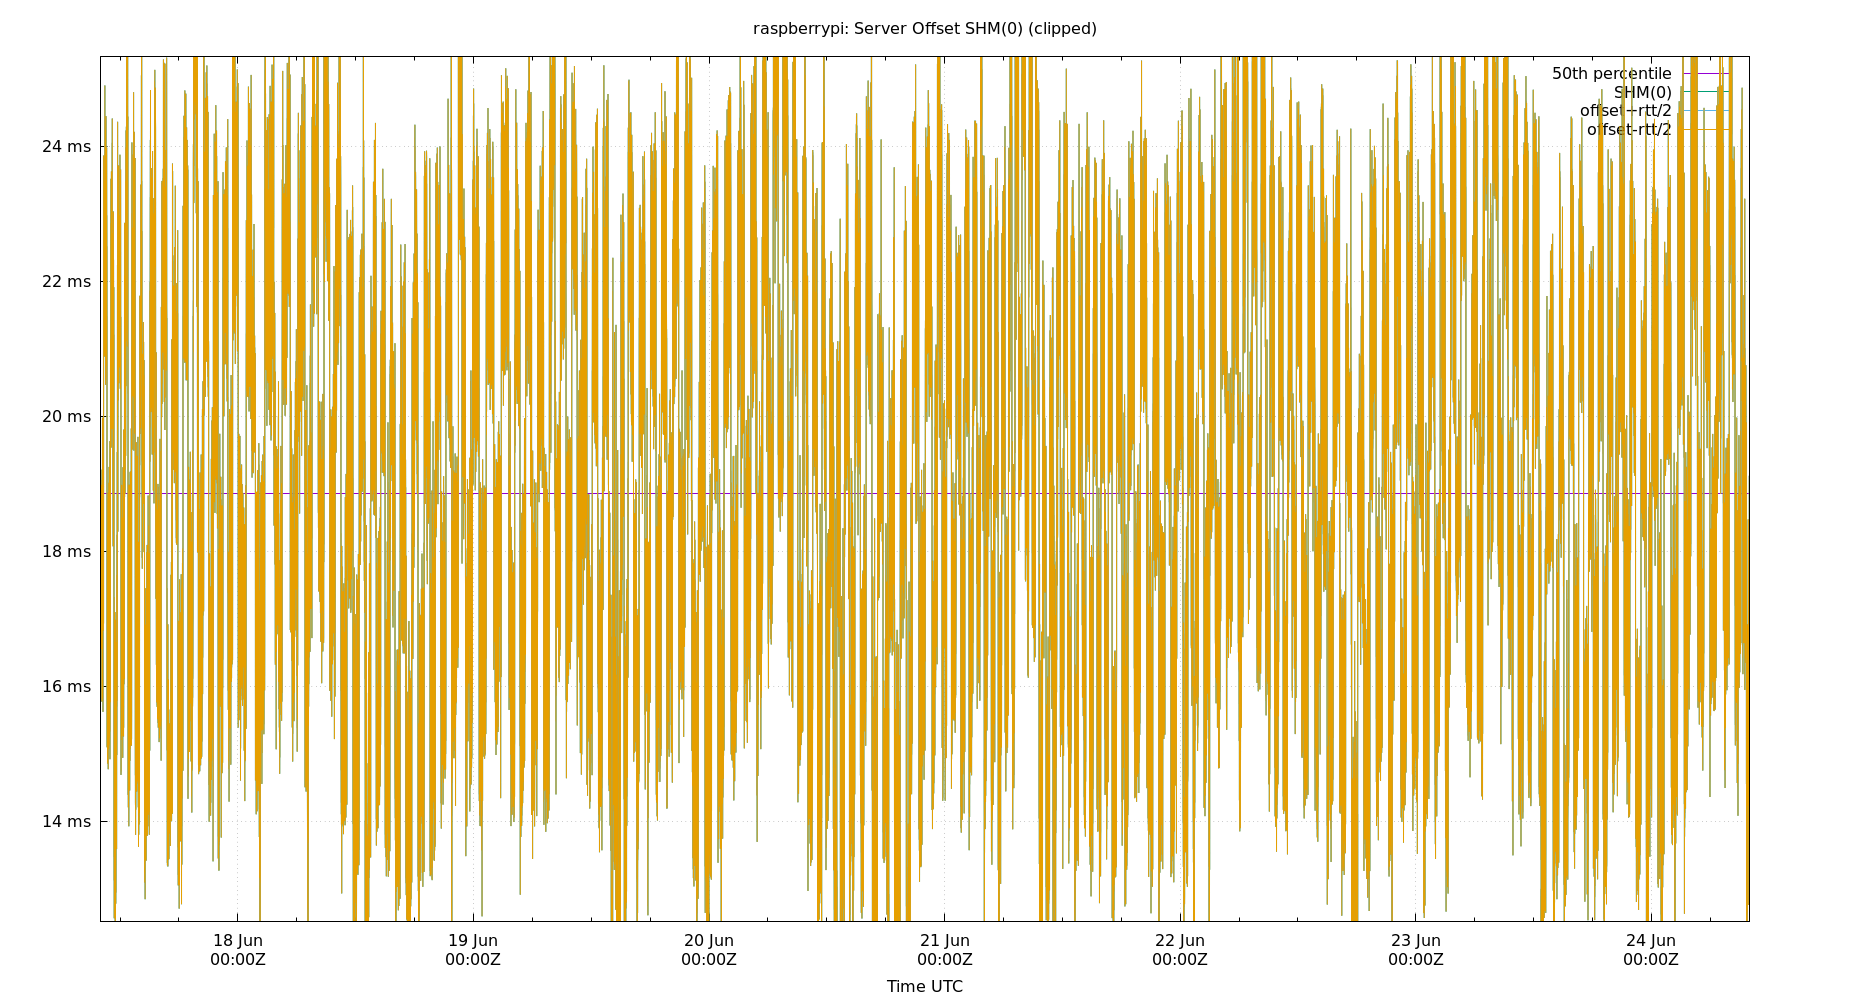 raspberrypi: Server Offset SHM(0) (clipped)
50th percentile
SHM(0)
offset+rtt/2
offset-rtt/2
24 ms
22 ms
20 ms
18 ms
16 ms
14 ms
18 Jun 19 Jun 20 Jun 21 Jun 22 Jun 23 Jun 24 Jun
00:00Z 00:00Z 00:00Z 00:00Z 00:00Z 00:00Z 00:00Z
Time UTC